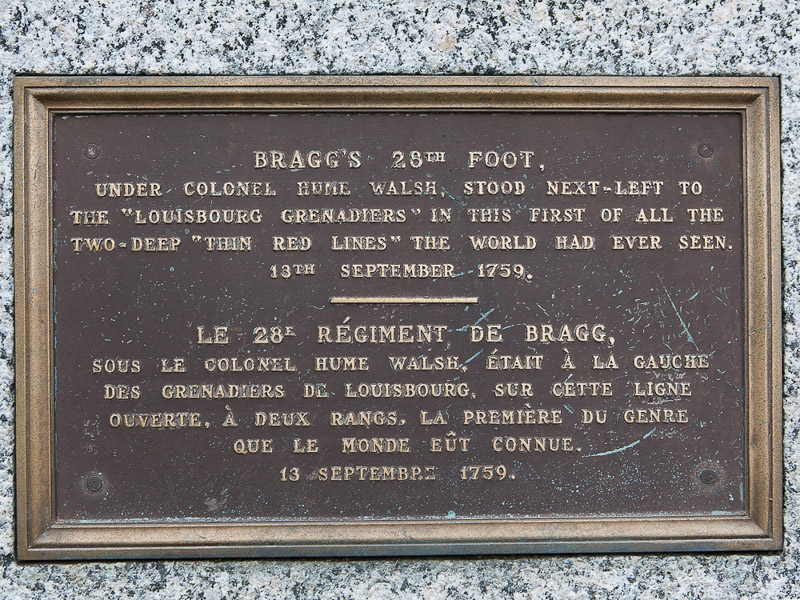 BRAGG'S 28TH FOOT,
UNDER COLONEL HUME WALSH, STOOD NEXT-LEFT TO
THE "LOUISBOURG GRENADIERS" IN THIS FIRST OF ALL THE
TWO-DEEP "THIN RED LINES" THE WORLD HAD EVER SEEN.
13TH SEPTEMBER 1759.
LE 28E RÉGIMENT DE BRAGG,
SOUS LE COLONEL HUME WALSH, ÉTAIT À LA GAUCHE
DES GRENADIERS DE LOUISBOURG, SUR CÉTTE LIGNE
OUVERTE, À DEUX RANGS, LA PREMIÈRE DU GENRE
QUE LE MONDE EÛT CONNUE.
13 SEPTEMBRE 1759.